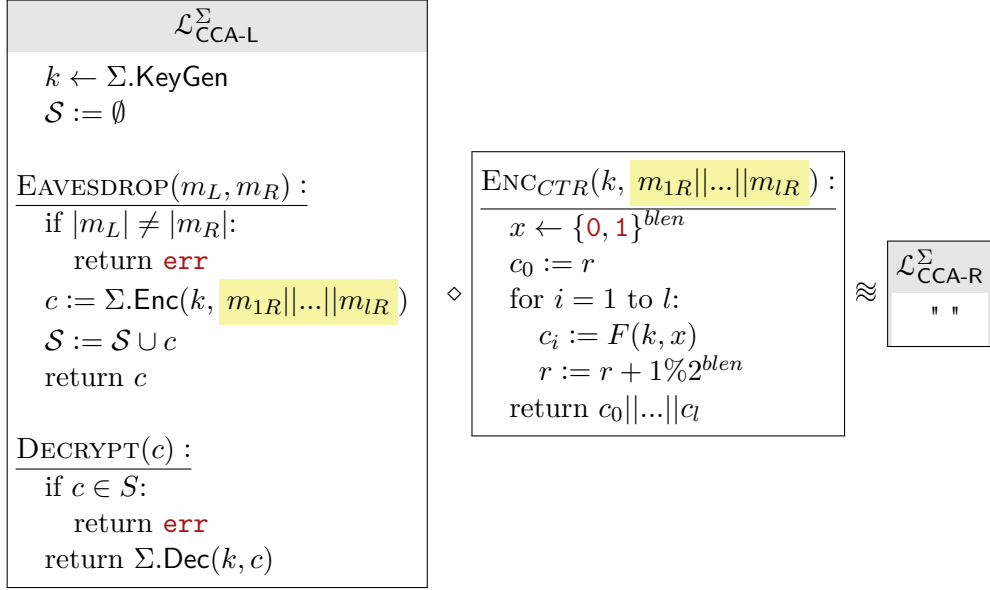 ℒ^Σ_CCA-L
k ← Σ.KeyGen
𝒮 := ∅
EAVESDROP(m_L, m_R) :
if |m_L| ≠ |m_R|:
return err
c := Σ.Enc(k, m_1R||...||m_lR )
𝒮 := 𝒮 ∪ c
return c
DECRYPT(c) :
if c ∈ S:
return err
return Σ.Dec(k, c)
⋄
ENC_CTR(k, m_1R||...||m_lR ) :
x ← {0, 1}^blen
c_0 := r
for i = 1 to l:
c_i := F(k, x)
r := r + 1%2^blen
return c_0||...||c_l
≋
ℒ^Σ_CCA-R
" "